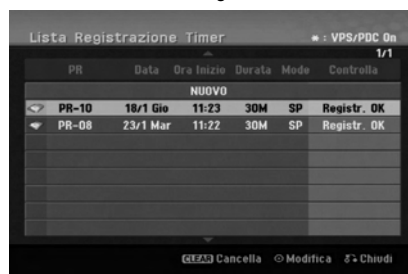 Lista Registrazione Timer ✱ : VPS/PDC On
1/1
PR Data Ora Inizio Durata Mode Controlla
NUOVO
PR-10 18/1 Gio 11:23 30M SP Registr. OK
PR-08 23/1 Mar 11:22 30M SP Registr. OK
CLEAR Cancella ⊙ Modifica Chiudi